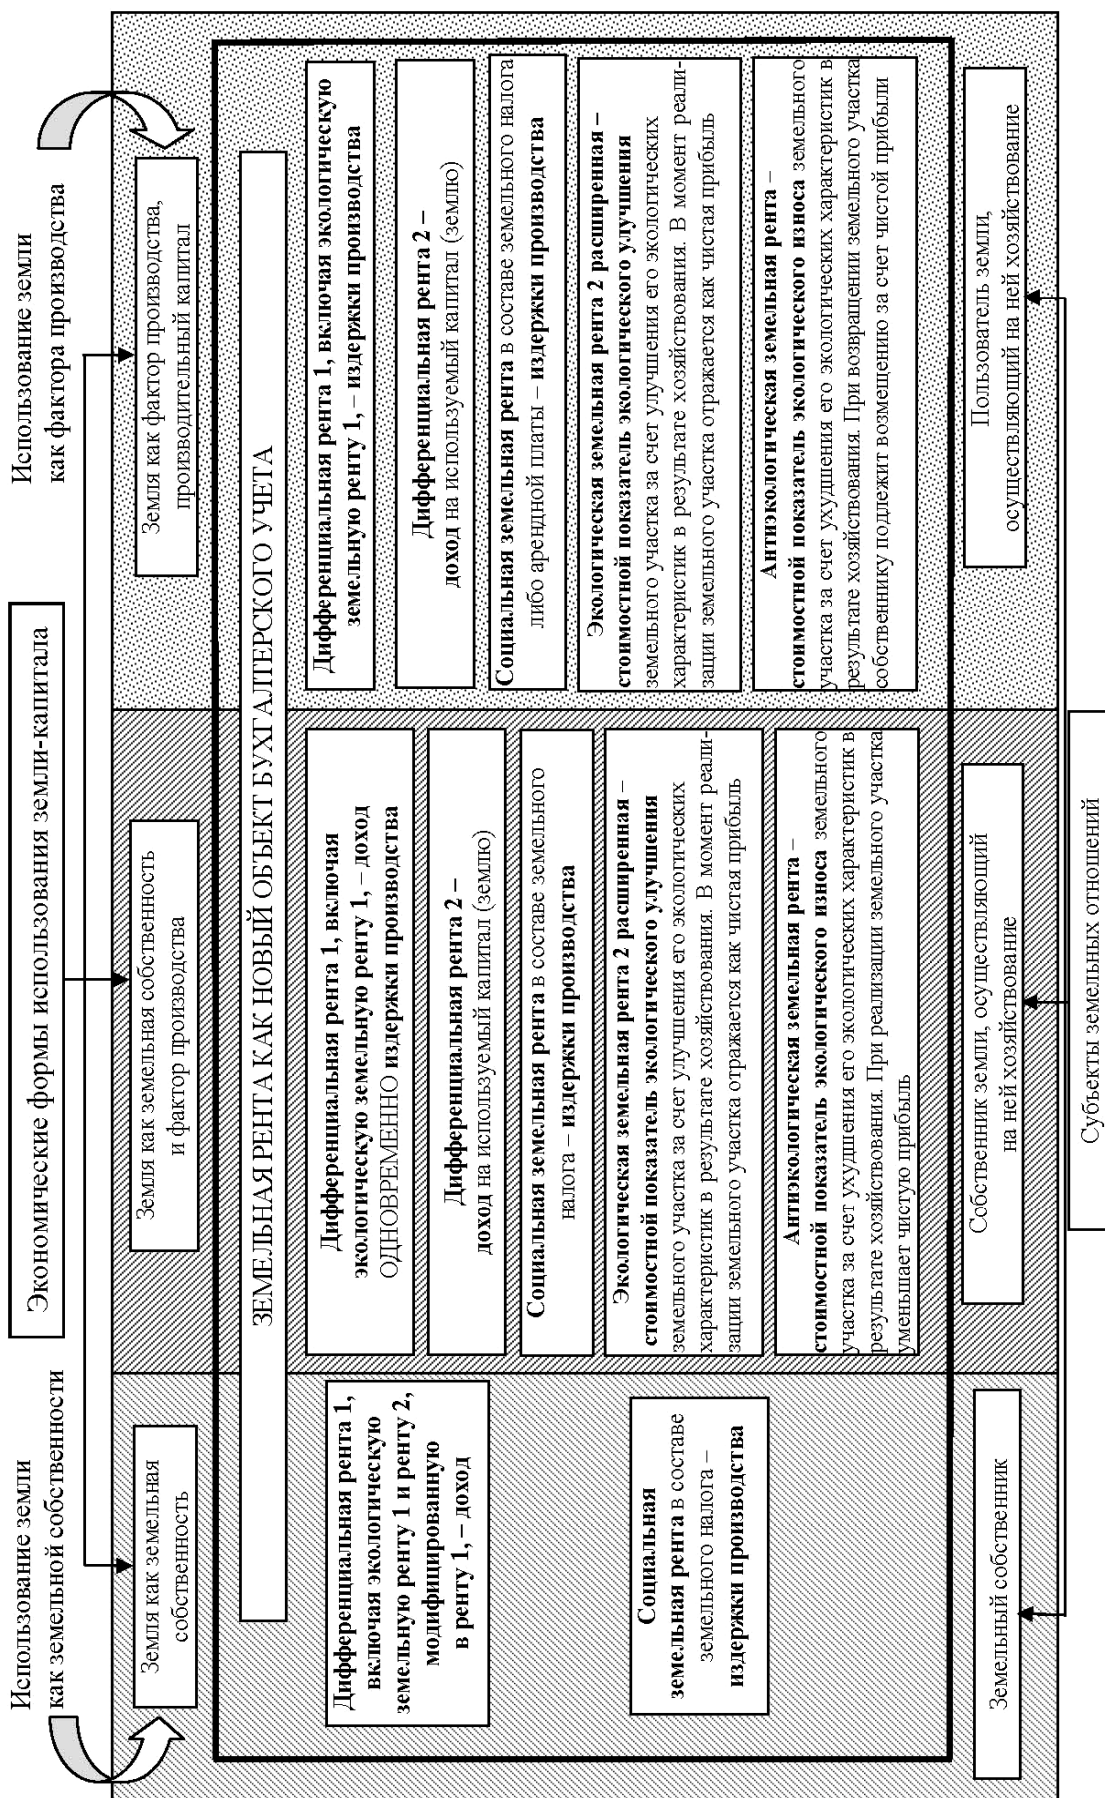 Использование земли
как земельной собственности
Экономические формы использования земли-капитала
Использование земли
как фактора производства
Земля как земельная
собственность
Земля как земельная собственность
и фактор производства
Земля как фактор производства,
производительный капитал
ЗЕМЕЛЬНАЯ РЕНТА КАК НОВЫЙ ОБЪЕКТ БУХГАЛТЕРСКОГО УЧЕТА
Дифференциальная рента 1,
включая экологическую
земельную ренту 1 и ренту 2,
модифицированную
в ренту 1, – доход
Социальная
земельная рента в составе
земельного налога –
издержки производства
Дифференциальная рента 1, включая
экологическую земельную ренту 1, – доход
ОДНОВРЕМЕННО издержки производства
Дифференциальная рента 2 –
доход на используемый капитал (землю)
Социальная земельная рента в составе земельного
налога – издержки производства
Экологическая земельная рента 2 расширенная –
стоимостной показатель экологического улучшения
земельного участка за счет улучшения его экологических
характеристик в результате хозяйствования. В момент реали-
зации земельного участка отражается как чистая прибыль
Антиэкологическая земельная рента –
стоимостной показатель экологического износа земельного
участка за счет ухудшения его экологических характеристик в
результате хозяйствования. При реализации земельного участка
уменьшает чистую прибыль
Дифференциальная рента 1, включая экологическую
земельную ренту 1, – издержки производства
Дифференциальная рента 2 –
доход на используемый капитал (землю)
Социальная земельная рента в составе земельного налога
либо арендной платы – издержки производства
Экологическая земельная рента 2 расширенная –
стоимостной показатель экологического улучшения
земельного участка за счет улучшения его экологических
характеристик в результате хозяйствования. В момент реали-
зации земельного участка отражается как чистая прибыль
Антиэкологическая земельная рента –
стоимостной показатель экологического износа земельного
участка за счет ухудшения его экологических характеристик в
результате хозяйствования. При возвращении земельного участка
собственнику подлежит возмещению за счет чистой прибыли
Земельный собственник
Собственник земли, осуществляющий
на ней хозяйствование
Пользователь земли,
осуществляющий на ней хозяйствование
Субъекты земельных отношений